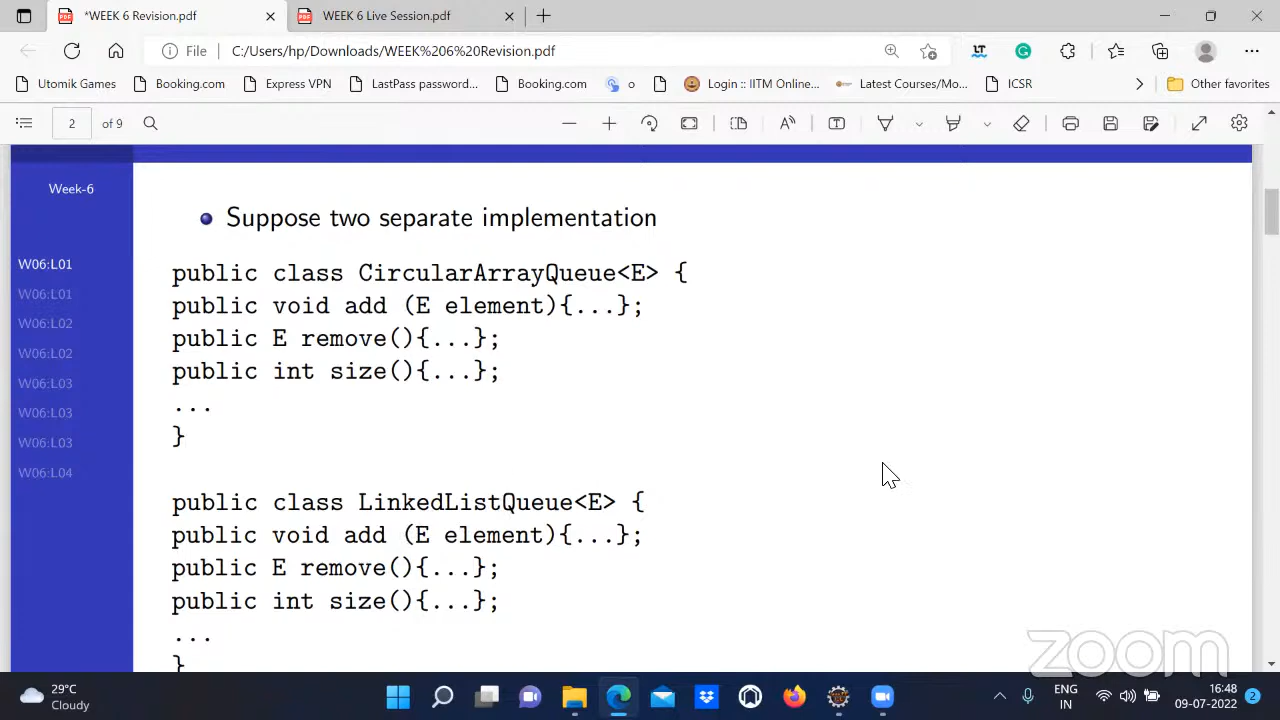 *WEEK 6 Revision.pdf
WEEK 6 Live Session.pdf
File
C:/Users/hp/Downloads/WEEK%206%20Revision.pdf
Utomik Games
Booking.com
Express VPN
LastPass password...
Booking.com
o
Login :: IITM Online...
Latest Courses/Mo...
ICSR
Other favorites
2 of 9
Week-6
W06:L01
W06:L01
W06:L02
W06:L02
W06:L03
W06:L03
W06:L03
W06:L04
Suppose two separate implementation
public class CircularArrayQueue<E> {
public void add (E element){...};
public E remove(){...};
public int size(){...};
...
}
public class LinkedListQueue<E> {
public void add (E element){...};
public E remove(){...};
public int size(){...};
...
}
zoom
29°C
Cloudy
ENG
IN
16:48
09-07-2022
2